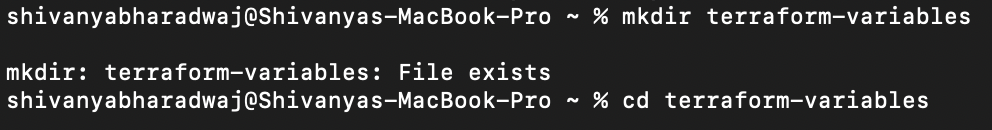 shivanyabharadwaj@Shivanyas-MacBook-Pro ~ % mkdir terraform-variables
mkdir: terraform-variables: File exists
shivanyabharadwaj@Shivanyas-MacBook-Pro ~ % cd terraform-variables